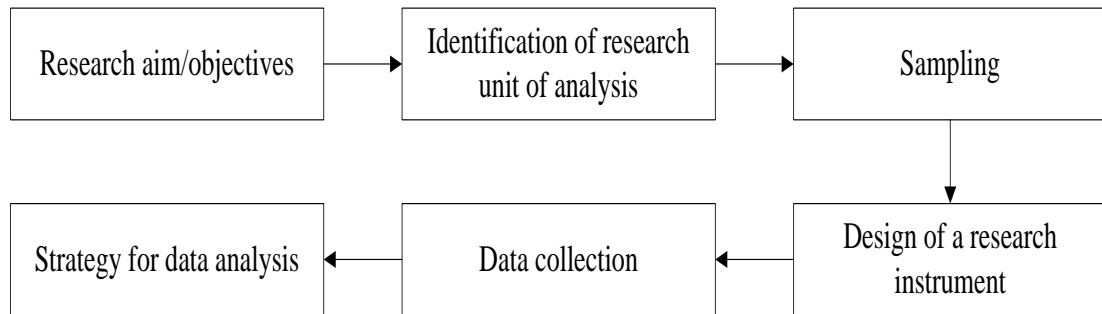 Research aim/objectives
Identification of research
unit of analysis
Sampling
Design of a research
instrument
Data collection
Strategy for data analysis